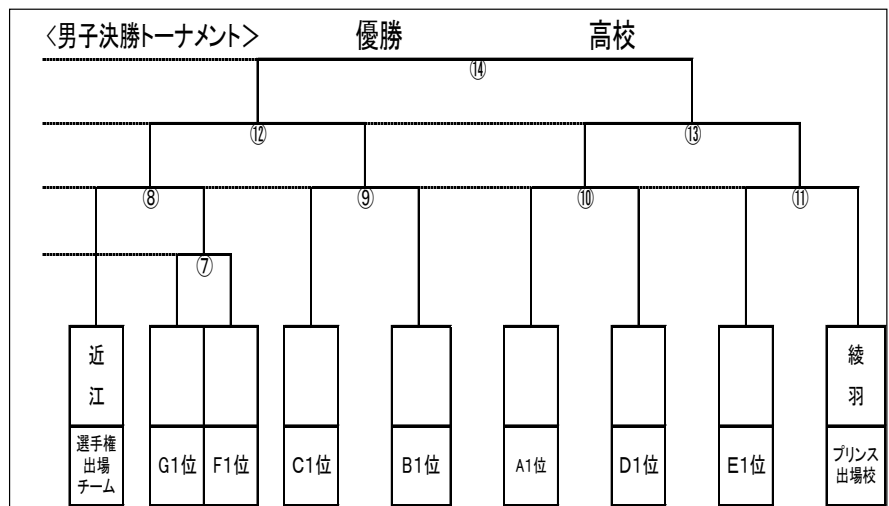 〈男子決勝トーナメント〉 優勝 高校
⑭
⑫ ⑬
⑧ ⑨ ⑩ ⑪
⑦
近江 綾羽
選手権出場チーム G1位 F1位 C1位 B1位 A1位 D1位 E1位 プリンス出場校